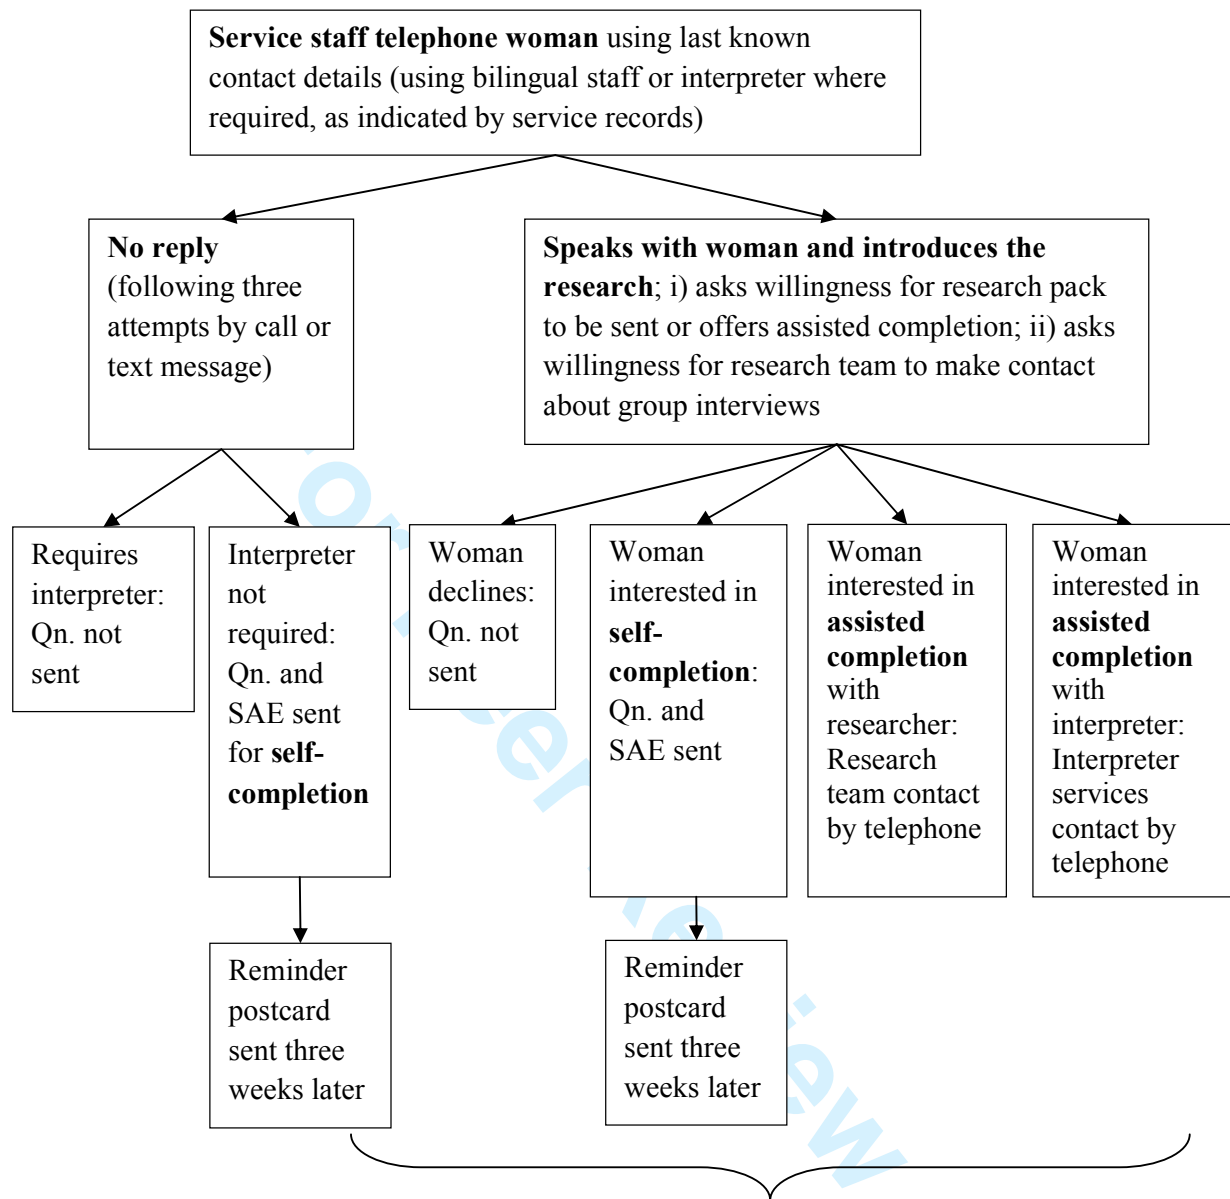 Service staff telephone woman using last known
contact details (using bilingual staff or interpreter where
required, as indicated by service records)
No reply
(following three
attempts by call or
text message)
Speaks with woman and introduces the
research; i) asks willingness for research pack
to be sent or offers assisted completion; ii) asks
willingness for research team to make contact
about group interviews
Requires
interpreter:
Qn. not
sent
Interpreter
not
required:
Qn. and
SAE sent
for self-
completion
Woman
declines:
Qn. not
sent
Woman
interested in
self-
completion:
Qn. and
SAE sent
Woman
interested in
assisted
completion
with
researcher:
Research
team contact
by telephone
Woman
interested in
assisted
completion
with
interpreter:
Interpreter
services
contact by
telephone
Reminder
postcard
sent three
weeks later
Reminder
postcard
sent three
weeks later